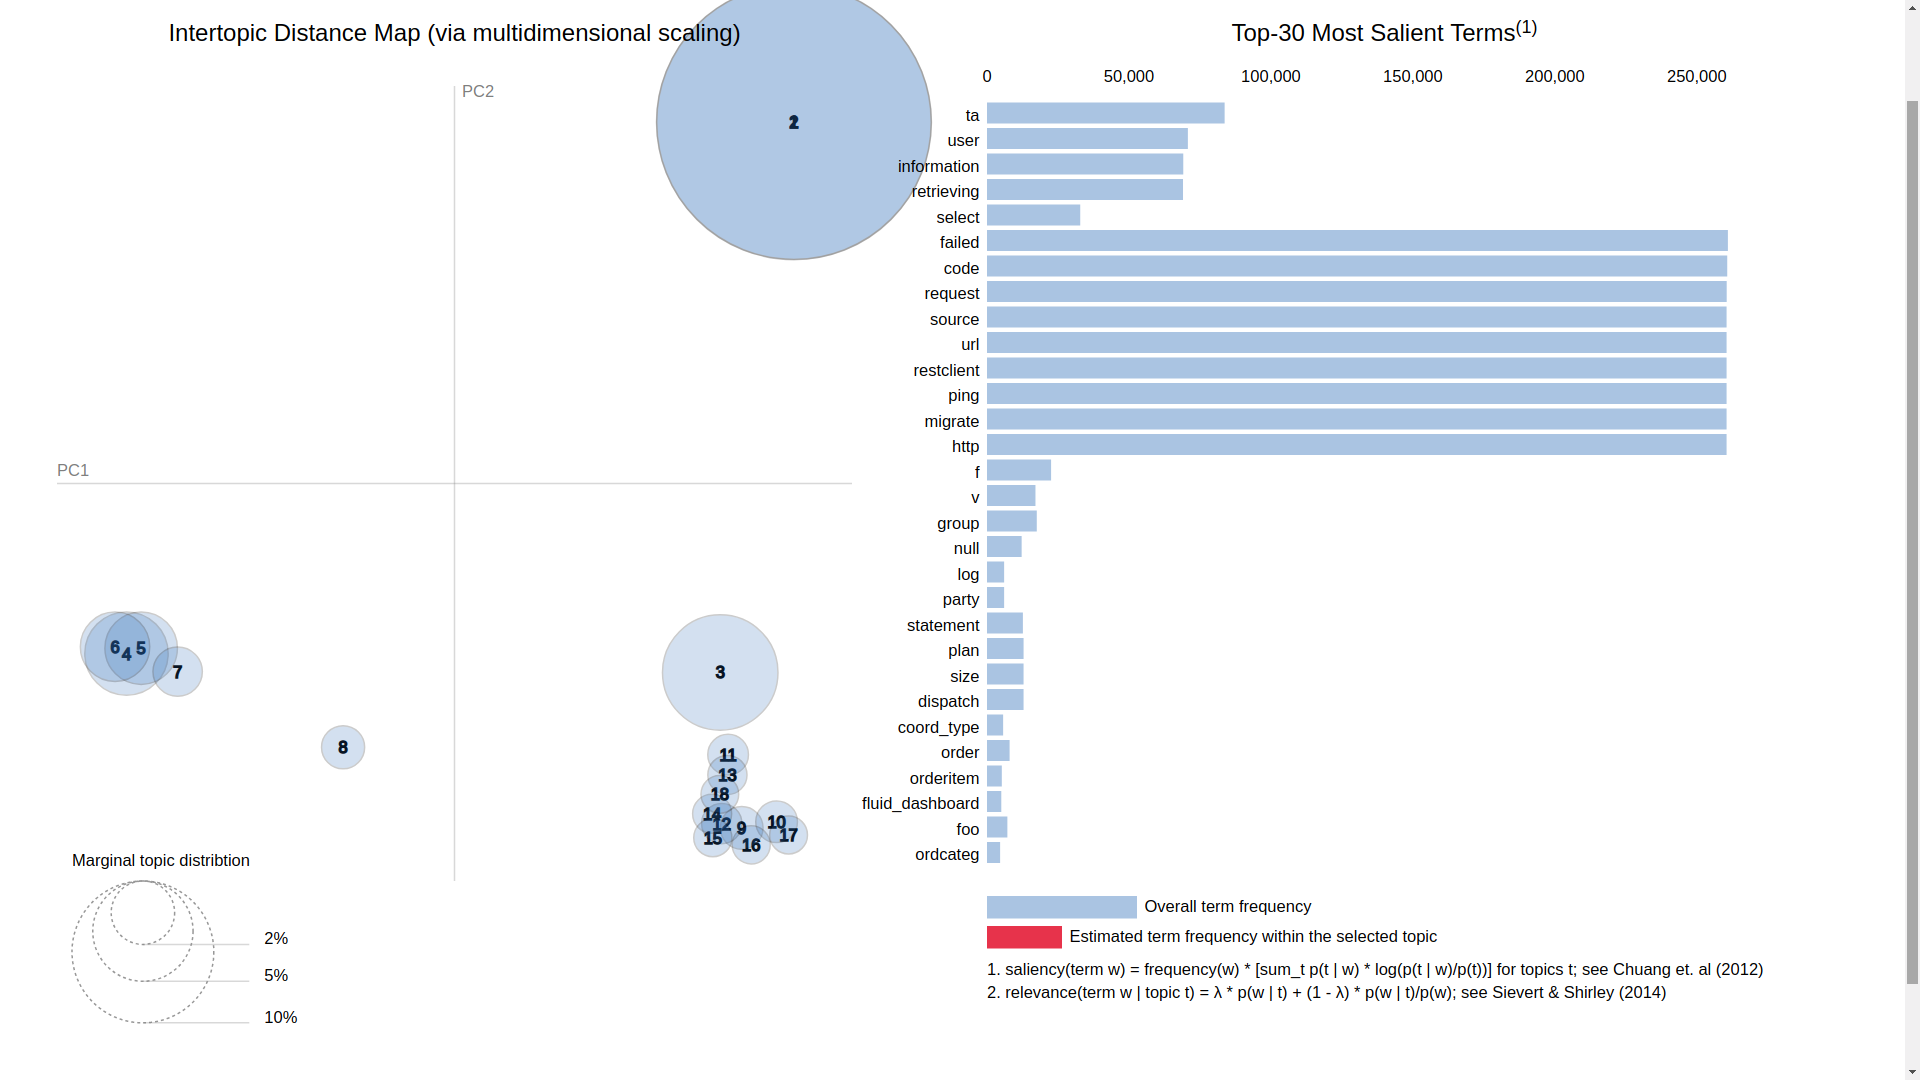 Intertopic Distance Map (via multidimensional scaling)
PC2
PC1
2
3
4
5
6
7
8
9
10
11
12
13
14
15
16
17
18
Marginal topic distribtion
2%
5%
10%
Top-30 Most Salient Terms(1)
0 50,000 100,000 150,000 200,000 250,000
ta
user
information
retrieving
select
failed
code
request
source
url
restclient
ping
migrate
http
f
v
group
null
log
party
statement
plan
size
dispatch
coord_type
order
orderitem
fluid_dashboard
foo
ordcateg
Overall term frequency
Estimated term frequency within the selected topic
1. saliency(term w) = frequency(w) * [sum_t p(t | w) * log(p(t | w)/p(t))] for topics t; see Chuang et. al (2012)
2. relevance(term w | topic t) = λ * p(w | t) + (1 - λ) * p(w | t)/p(w); see Sievert & Shirley (2014)